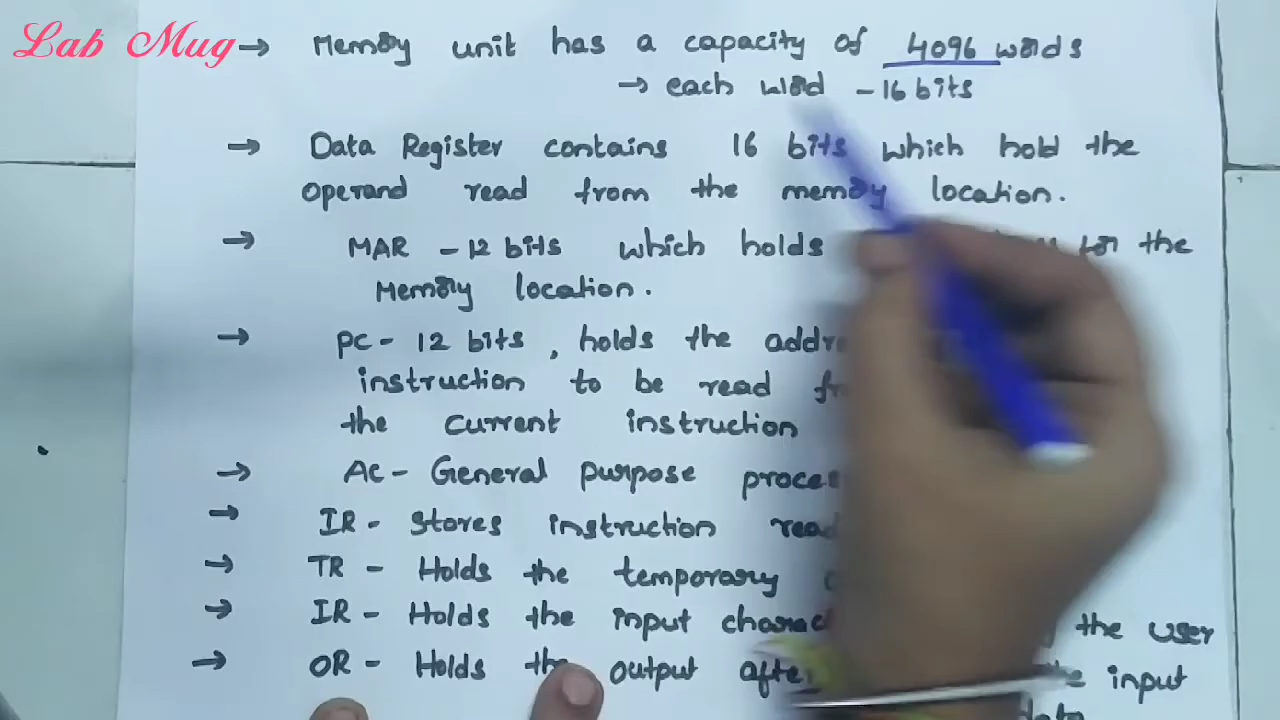 Lab Mug
→ Memory unit has a capacity of 4096 words
→ each word - 16 bits
→ Data Register contains 16 bits which hold the
operand read from the memory location.
→ MAR - 12 bits which holds for the
Memory location.
→ PC - 12 bits, holds the
instruction to be read
the current instruction
→ AC - General purpose
→ IR - Stores instruction read
→ TR - Holds the temporary
→ IR - Holds the input the user
→ OR - Holds the output input